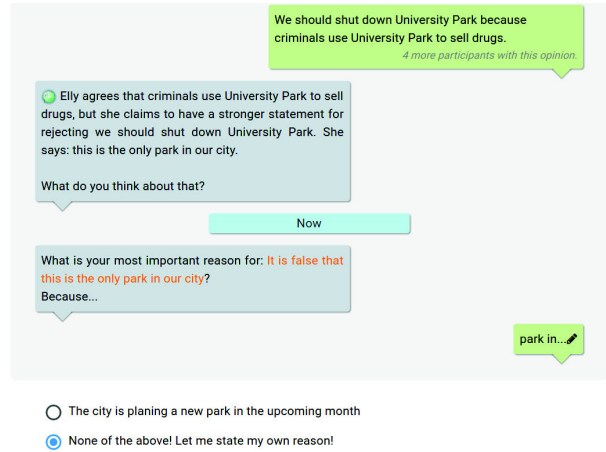 We should shut down University Park because
criminals use University Park to sell drugs.
4 more participants with this opinion.
Elly agrees that criminals use University Park to sell
drugs, but she claims to have a stronger statement for
rejecting we should shut down University Park. She
says: this is the only park in our city.
What do you think about that?
Now
What is your most important reason for: It is false that
this is the only park in our city?
Because...
park in...
The city is planing a new park in the upcoming month
None of the above! Let me state my own reason!